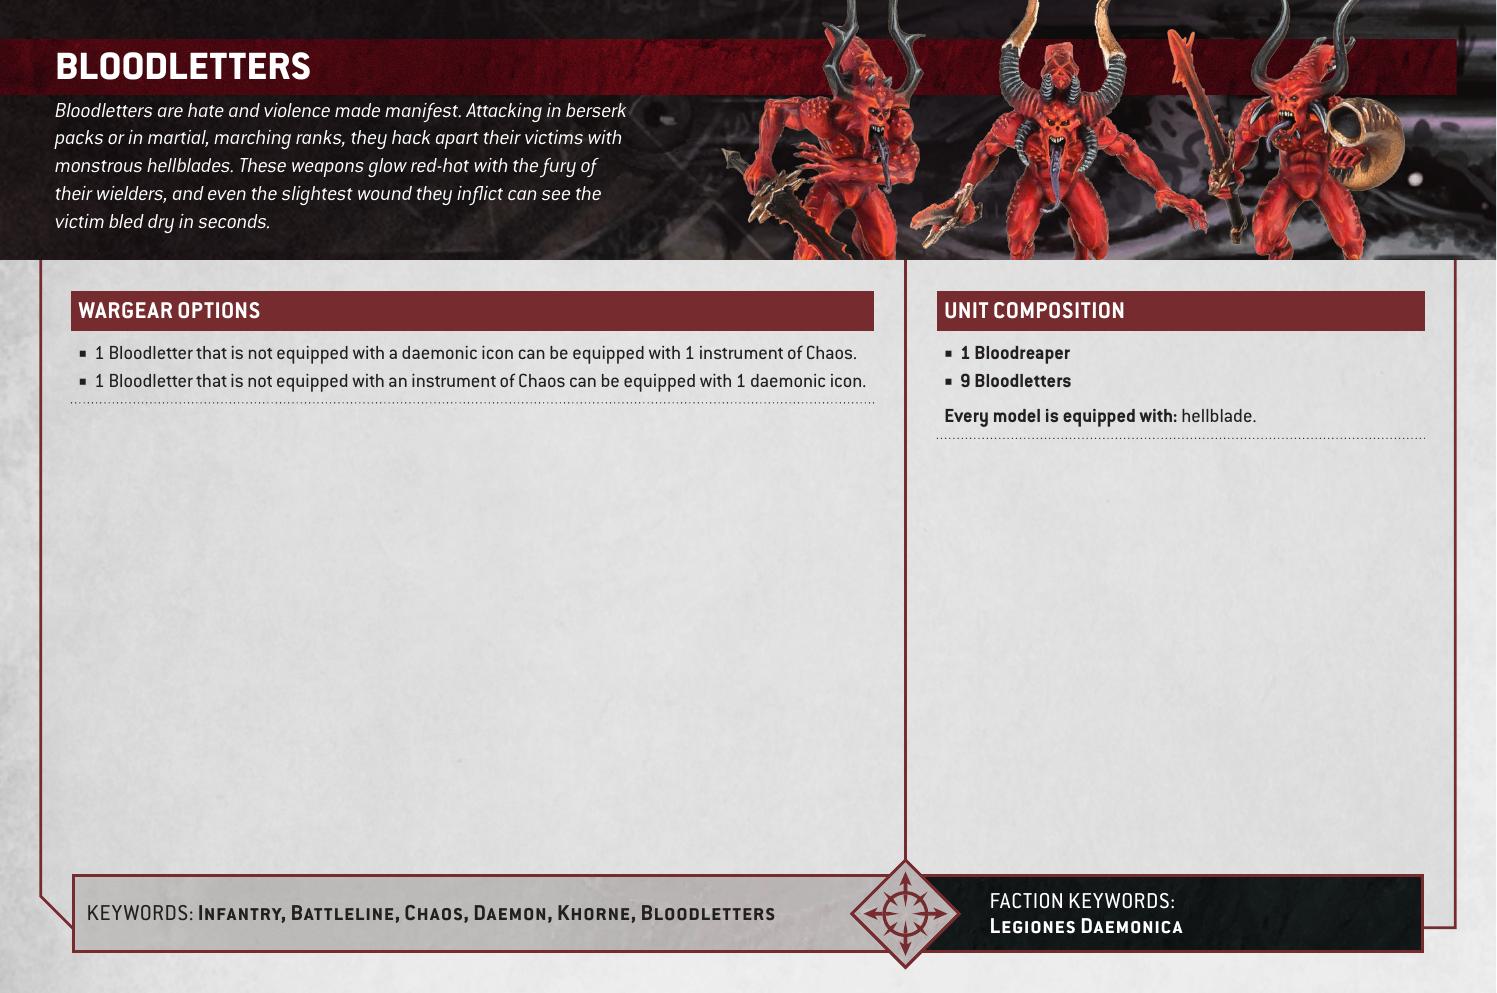 BLOODLETTERS
Bloodletters are hate and violence made manifest. Attacking in berserk
packs or in martial, marching ranks, they hack apart their victims with
monstrous hellblades. These weapons glow red-hot with the fury of
their wielders, and even the slightest wound they inflict can see the
victim bled dry in seconds.
WARGEAR OPTIONS
■ 1 Bloodletter that is not equipped with a daemonic icon can be equipped with 1 instrument of Chaos.
■ 1 Bloodletter that is not equipped with an instrument of Chaos can be equipped with 1 daemonic icon.
UNIT COMPOSITION
■ 1 Bloodreaper
■ 9 Bloodletters
Every model is equipped with: hellblade.
KEYWORDS: INFANTRY, BATTLELINE, CHAOS, DAEMON, KHORNE, BLOODLETTERS
FACTION KEYWORDS:
LEGIONES DAEMONICA